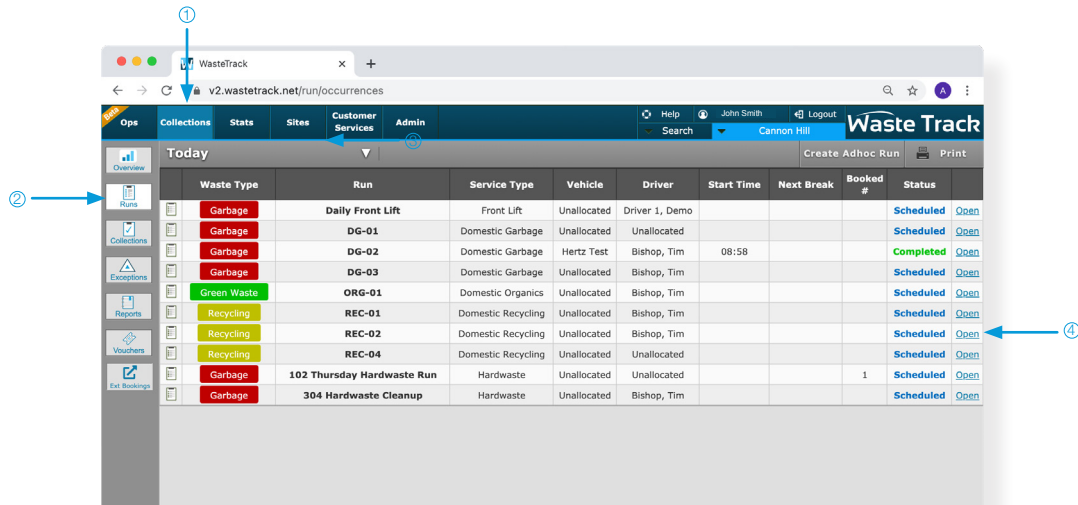 ①
WasteTrack × +
v2.wastetrack.net/run/occurrences A
Beta
Ops Collections Stats Sites Customer Services Admin
Help John Smith Logout
Search Cannon Hill
Waste Track
Today Create Adhoc Run Print
③
Overview
② Runs
Collections
Exceptions
Reports
Vouchers
Ext Bookings
Waste Type Run Service Type Vehicle Driver Start Time Next Break Booked # Status
Garbage Daily Front Lift Front Lift Unallocated Driver 1, Demo Scheduled Open
Garbage DG-01 Domestic Garbage Unallocated Unallocated Scheduled Open
Garbage DG-02 Domestic Garbage Hertz Test Bishop, Tim 08:58 Completed Open
Garbage DG-03 Domestic Garbage Unallocated Bishop, Tim Scheduled Open
Green Waste ORG-01 Domestic Organics Unallocated Bishop, Tim Scheduled Open
Recycling REC-01 Domestic Recycling Unallocated Bishop, Tim Scheduled Open
Recycling REC-02 Domestic Recycling Unallocated Bishop, Tim Scheduled Open ④
Recycling REC-04 Domestic Recycling Unallocated Unallocated Scheduled Open
Garbage 102 Thursday Hardwaste Run Hardwaste Unallocated Unallocated 1 Scheduled Open
Garbage 304 Hardwaste Cleanup Hardwaste Unallocated Bishop, Tim Scheduled Open